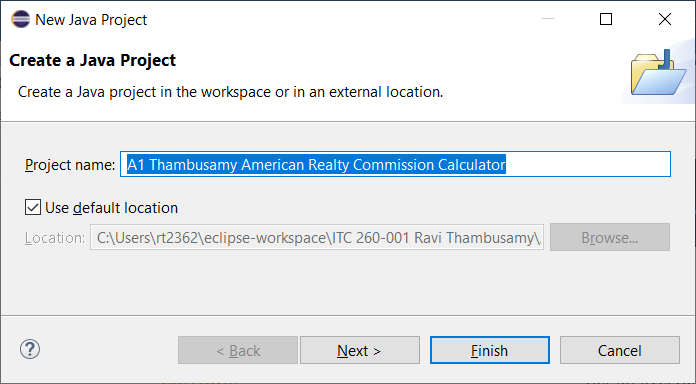 New Java Project
Create a Java Project
Create a Java project in the workspace or in an external location.
Project name: A1 Thambusamy American Realty Commission Calculator
Use default location
Location: C:\Users\rt2362\eclipse-workspace\ITC 260-001 Ravi Thambusamy\ Browse...
? < Back Next > Finish Cancel